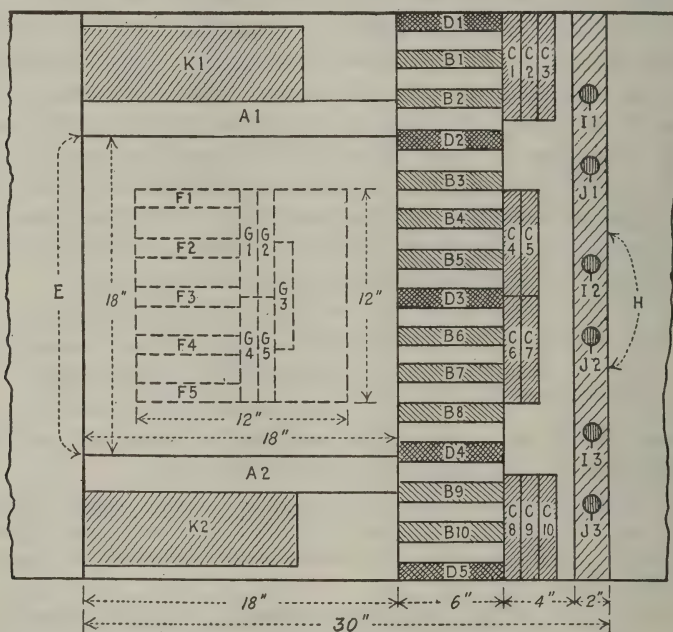 D1
K1
B1
C 1
C 2
C 3
B2
I1
A1
D2
J1
B3
F1
B4
C 4
C 5
G 1
G 2
F2
E
18"
B5
I2
F3
G 3
12"
D3
H
B6
C 6
C 7
F4
G 4
G 5
J2
B7
F5
B8
12"
18"
I3
D4
A2
B9
C 8
C 9
C 10
J3
K2
B10
D5
18"
6"
4"
2"
30"